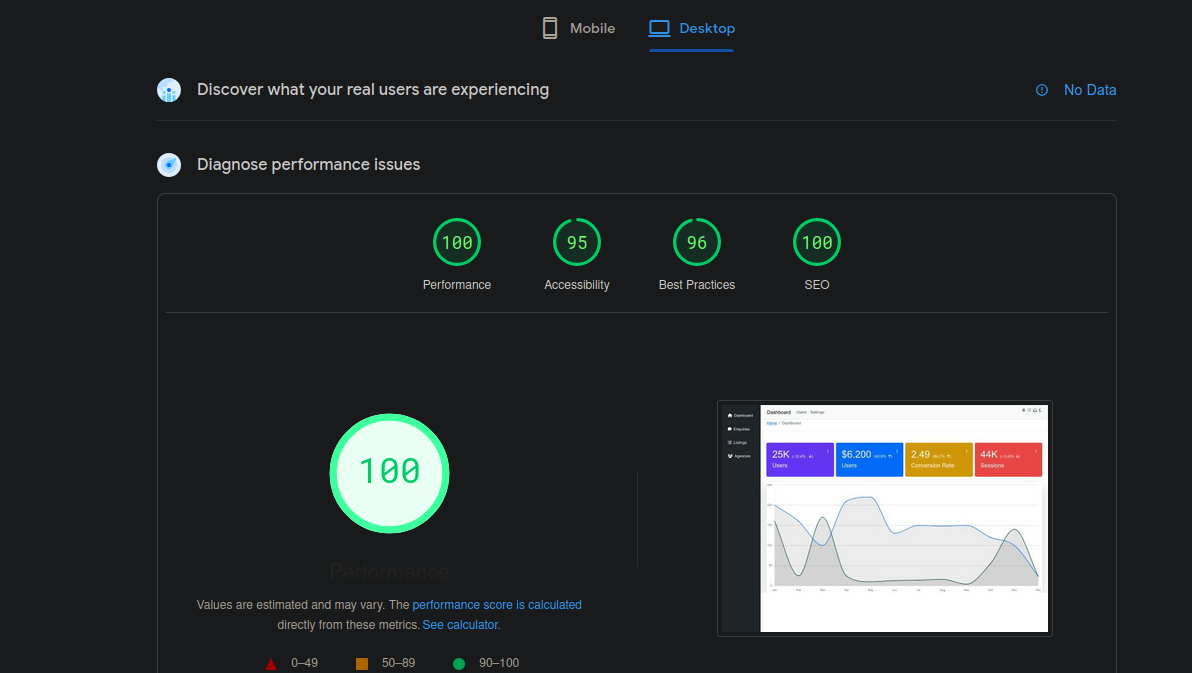 Mobile
Desktop
Discover what your real users are experiencing
No Data
Diagnose performance issues
100
95
96
100
Performance
Accessibility
Best Practices
SEO
100
Performance
Values are estimated and may vary. The performance score is calculated
directly from these metrics. See calculator.
0–49
50–89
90–100
Dashboard
Enquiries
Listings
Agencies
Dashboard Users Settings
Home / Dashboard
25K
Users
$6.200
Users
2.49
Conversion Rate
44K
Sessions